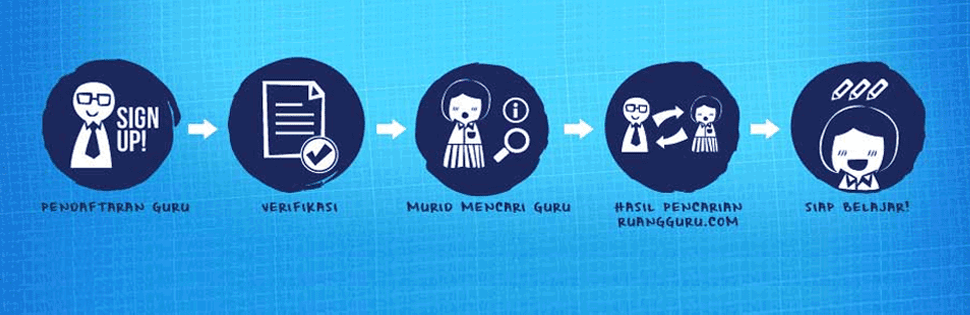 SIGN
UP!
PENDAFTARAN GURU
VERIFIKASI
MURID MENCARI GURU
HASIL PENCARIAN
RUANGGURU.COM
SIAP BELAJAR!